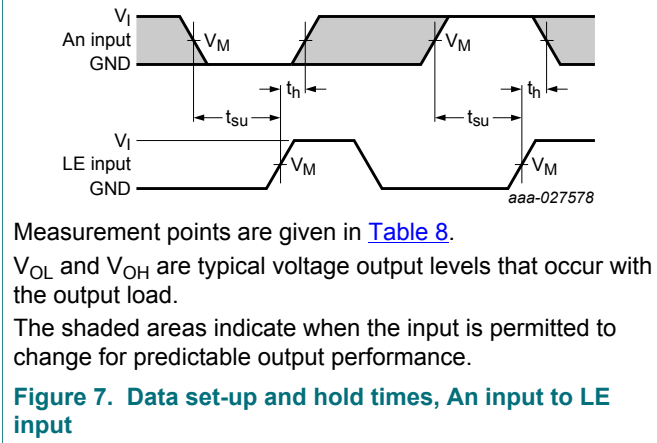 VI
An input
VM
VM
GND
th
th
tsu
tsu
VI
LE input
VM
VM
GND
aaa-027578
Measurement points are given in Table 8.
VOL and VOH are typical voltage output levels that occur with
the output load.
The shaded areas indicate when the input is permitted to
change for predictable output performance.
Figure 7. Data set-up and hold times, An input to LE
input